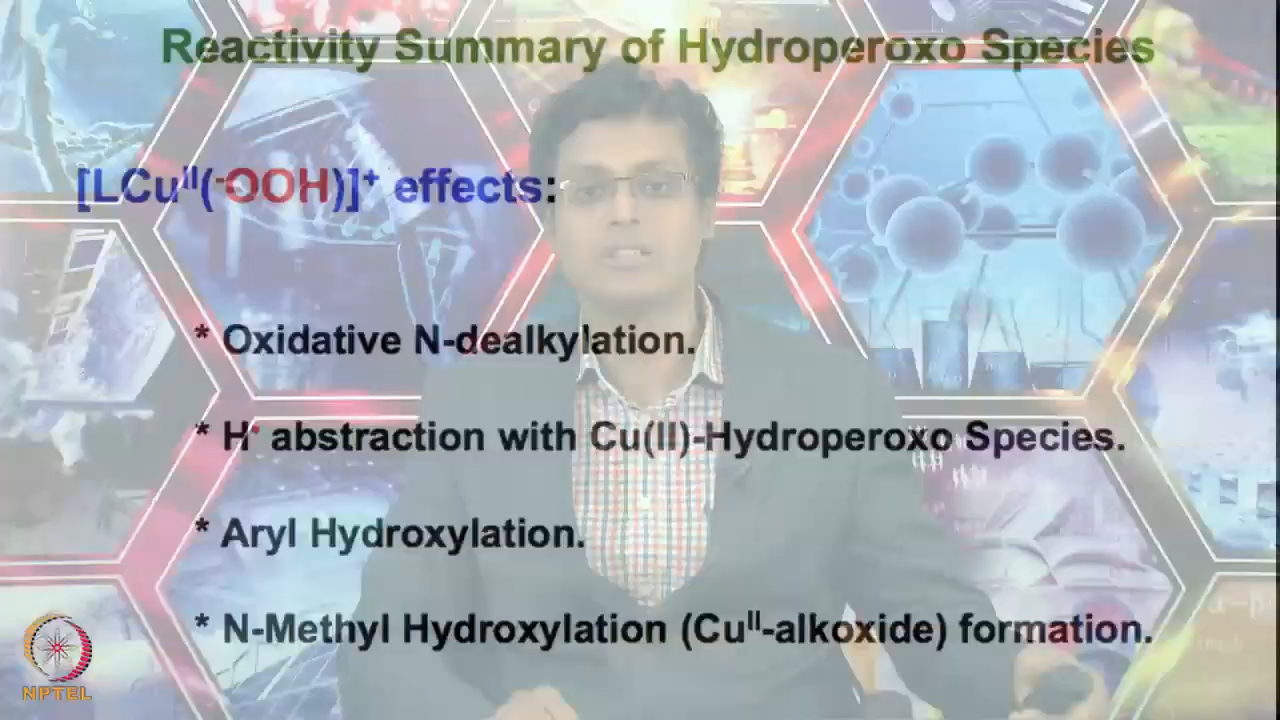 Reactivity Summary of Hydroperoxo Species
[LCuᴵᴵ(⁻OOH)]⁺ effects:
* Oxidative N-dealkylation.
* H˙ abstraction with Cu(II)-Hydroperoxo Species.
* Aryl Hydroxylation.
* N-Methyl Hydroxylation (Cuᴵᴵ-alkoxide) formation.
NPTEL